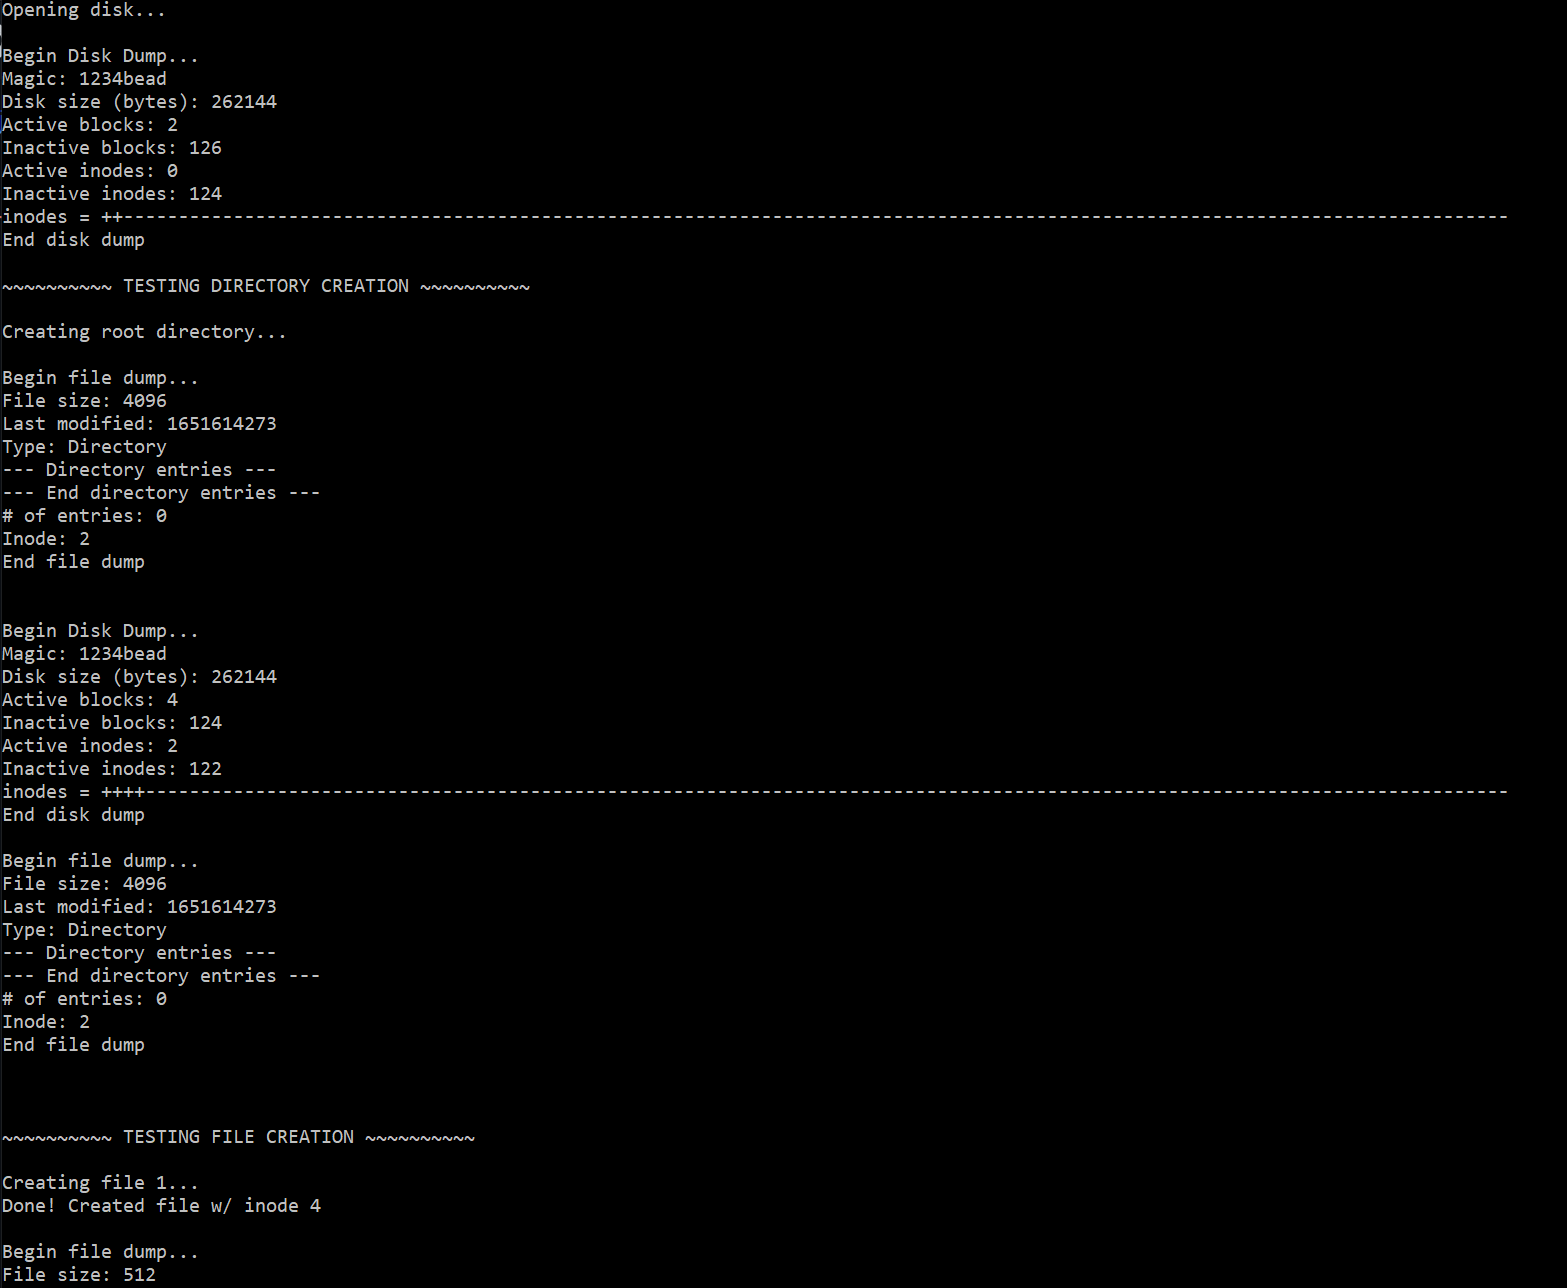 Opening disk...
Begin Disk Dump...
Magic: 1234bead
Disk size (bytes): 262144
Active blocks: 2
Inactive blocks: 126
Active inodes: 0
Inactive inodes: 124
inodes = ++------------------------------------------------------------------------------------------------------------------------------
End disk dump
~~~~~~~~~~ TESTING DIRECTORY CREATION ~~~~~~~~~~
Creating root directory...
Begin file dump...
File size: 4096
Last modified: 1651614273
Type: Directory
--- Directory entries ---
--- End directory entries ---
# of entries: 0
Inode: 2
End file dump
Begin Disk Dump...
Magic: 1234bead
Disk size (bytes): 262144
Active blocks: 4
Inactive blocks: 124
Active inodes: 2
Inactive inodes: 122
inodes = ++++----------------------------------------------------------------------------------------------------------------------------
End disk dump
Begin file dump...
File size: 4096
Last modified: 1651614273
Type: Directory
--- Directory entries ---
--- End directory entries ---
# of entries: 0
Inode: 2
End file dump
~~~~~~~~~~ TESTING FILE CREATION ~~~~~~~~~~
Creating file 1...
Done! Created file w/ inode 4
Begin file dump...
File size: 512